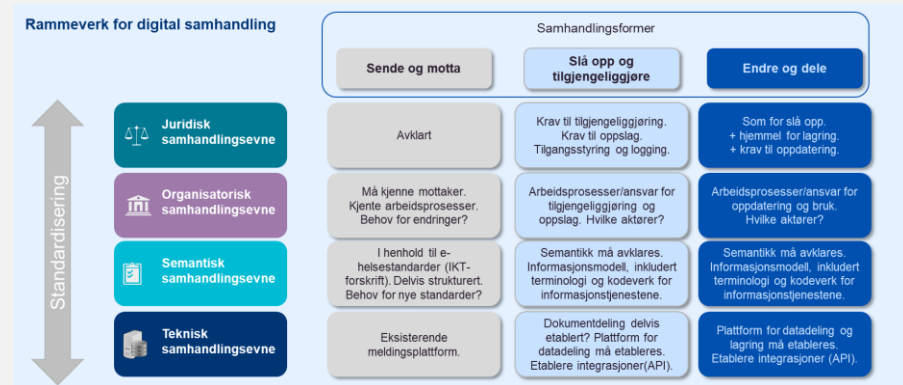 Rammeverk for digital samhandling
Samhandlingsformer
Sende og motta
Slå opp og
tilgjengeliggjøre
Endre og dele
Standardisering
Juridisk
samhandlingsevne
Avklart
Krav til tilgjengeliggjøring.
Krav til oppslag.
Tilgangsstyring og logging.
Som for slå opp.
+ hjemmel for lagring.
+ krav til oppdatering.
Organisatorisk
samhandlingsevne
Må kjenne mottaker.
Kjente arbeidsprosesser.
Behov for endringer?
Arbeidsprosesser/ansvar for
tilgjengeliggjøring og
oppslag. Hvilke aktører?
Arbeidsprosesser/ansvar for
oppdatering og bruk.
Hvilke aktører?
Semantisk
samhandlingsevne
I henhold til e-
helsestandarder (IKT-
forskrift). Delvis strukturert.
Behov for nye standarder?
Semantikk må avklares.
Informasjonsmodell, inkludert
terminologi og kodeverk for
informasjonstjenestene.
Semantikk må avklares.
Informasjonsmodell, inkludert
terminologi og kodeverk for
informasjonstjenestene.
Teknisk
samhandlingsevne
Eksisterende
meldingsplattform.
Dokumentdeling delvis
etablert? Plattform for
datadeling må etableres.
Etablere integrasjoner(API).
Plattform for datadeling og
lagring må etableres.
Etablere integrasjoner (API).